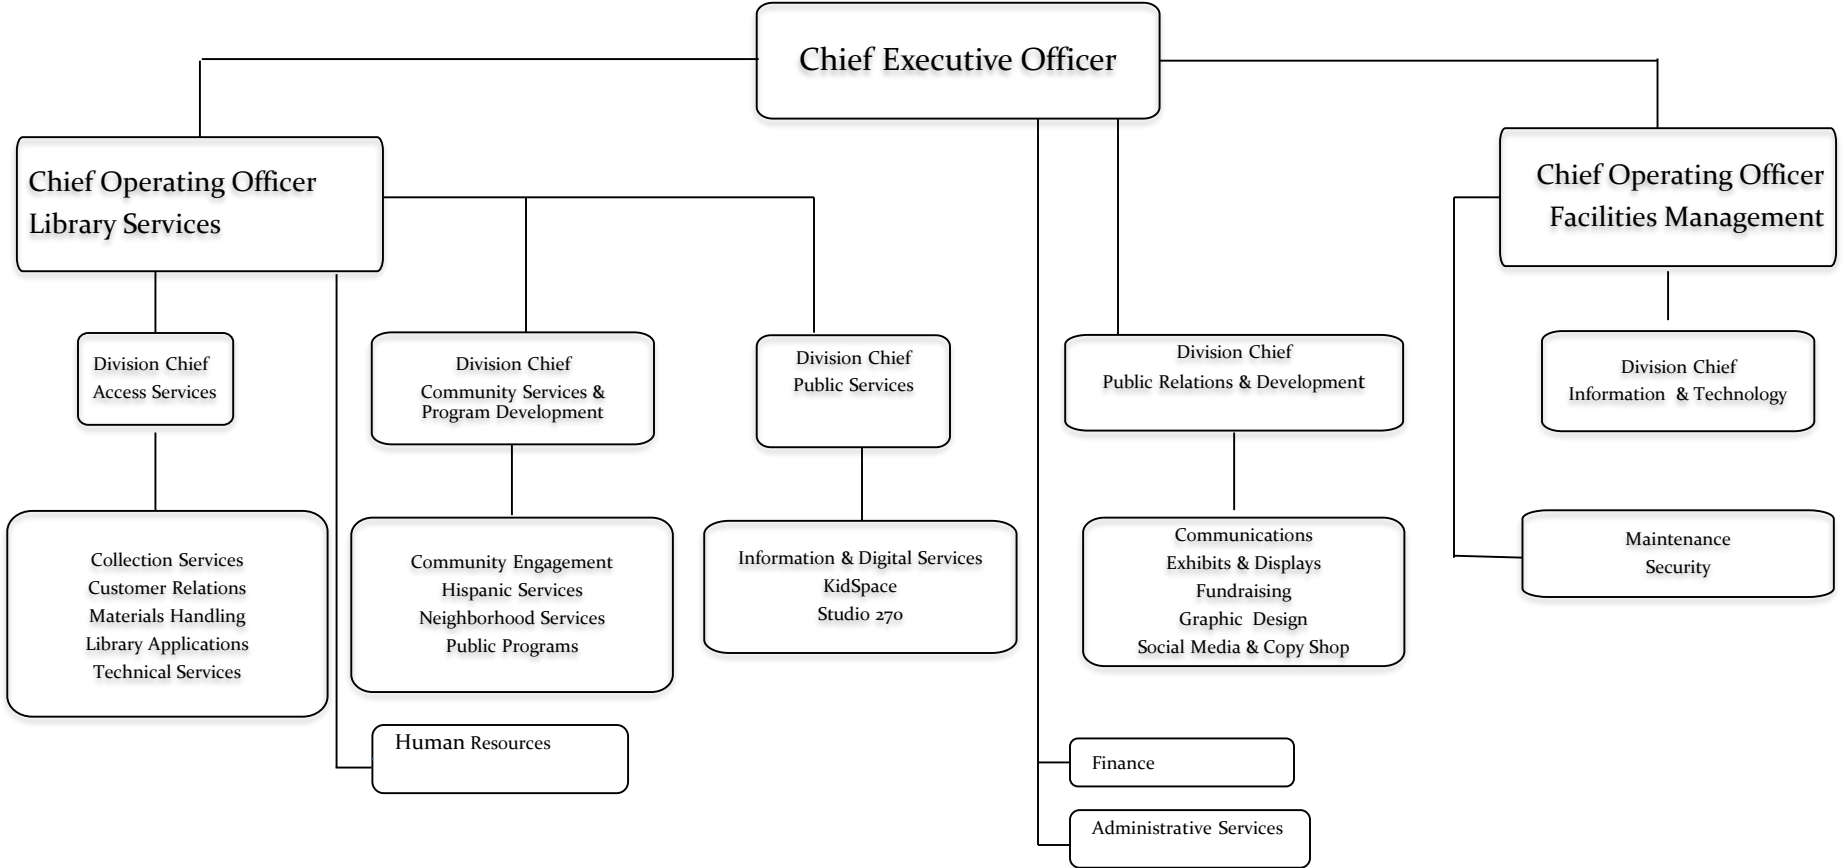 Chief Executive Officer
Chief Operating Officer
Library Services
Chief Operating Officer
Facilities Management
Division Chief
Access Services
Division Chief
Community Services &
Program Development
Division Chief
Public Services
Division Chief
Public Relations & Development
Division Chief
Information & Technology
Collection Services
Customer Relations
Materials Handling
Library Applications
Technical Services
Community Engagement
Hispanic Services
Neighborhood Services
Public Programs
Information & Digital Services
KidSpace
Studio 270
Communications
Exhibits & Displays
Fundraising
Graphic Design
Social Media & Copy Shop
Maintenance
Security
Human Resources
Finance
Administrative Services